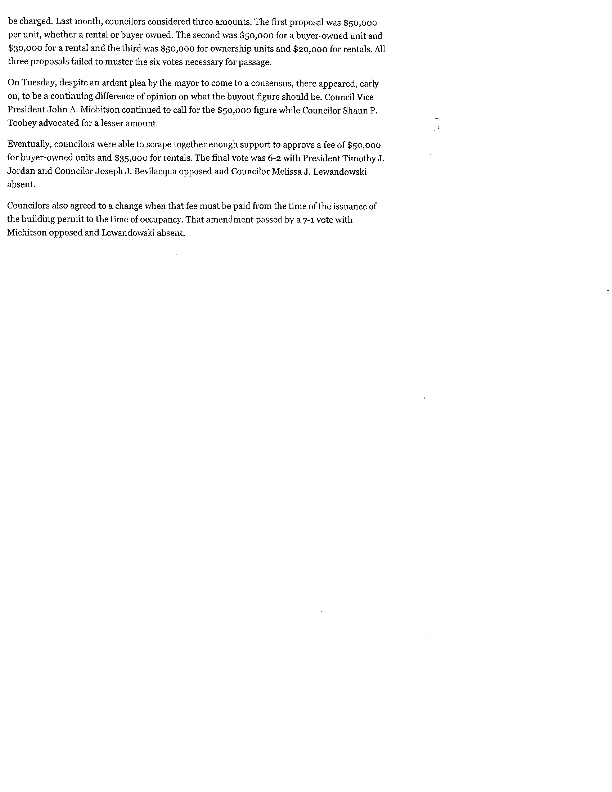 be charged. Last month, councilors considered three amounts. The first proposal was $50,000
per unit, whether a rental or buyer owned. The second was $50,000 for a buyer-owned unit and
$30,000 for a rental and the third was $50,000 for ownership units and $20,000 for rentals. All
three proposals failed to muster the six votes necessary for passage.
On Tuesday, despite an ardent plea by the mayor to come to a consensus, there appeared, early
on, to be a continuing difference of opinion on what the buyout figure should be. Council Vice
President John A. Michitson continued to call for the $50,000 figure while Councilor Shaun P.
Toohey advocated for a lesser amount.
Eventually, councilors were able to scrape together enough support to approve a fee of $50,000
for buyer-owned units and $35,000 for rentals. The final vote was 6-2 with President Timothy J.
Jordan and Councilor Joseph J. Bevilacqua opposed and Councilor Melissa J. Lewandowski
absent.
Councilors also agreed to a change when that fee must be paid from the time of the issuance of
the building permit to the time of occupancy. That amendment passed by a 7-1 vote with
Michitson opposed and Lewandowski absent.